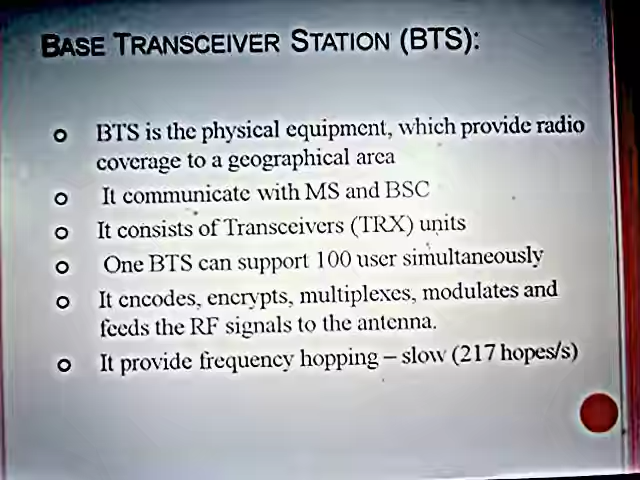 BASE TRANSCEIVER STATION (BTS):
BTS is the physical equipment, which provide radio
coverage to a geographical area
It communicate with MS and BSC
It consists of Transceivers (TRX) units
One BTS can support 100 user simultaneously
It encodes, encrypts, multiplexes, modulates and
feeds the RF signals to the antenna.
It provide frequency hopping – slow (217 hopes/s)